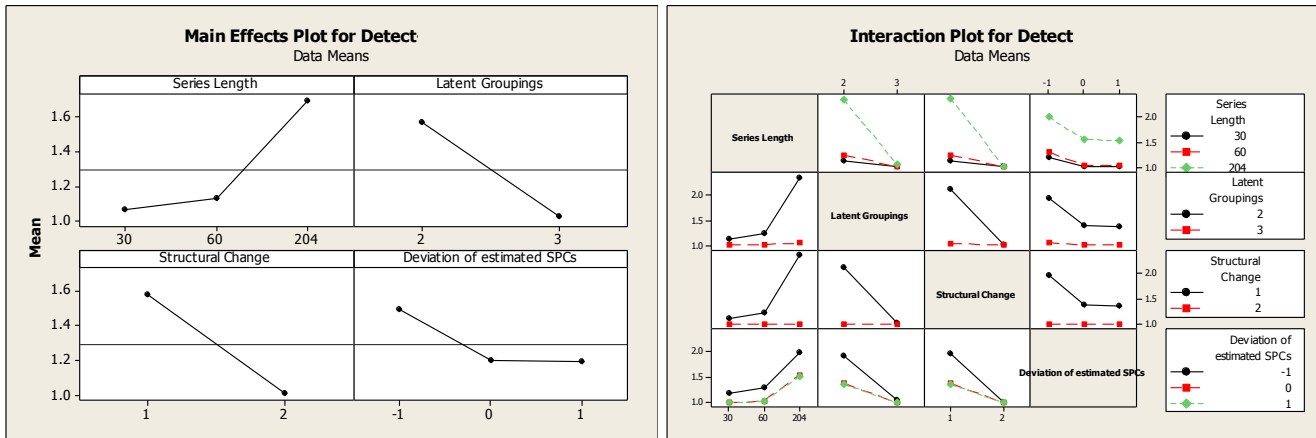 Main Effects Plot for Detect
Data Means
Series Length
Latent Groupings
1.6
1.4
1.2
1.0
30
60
204
2
3
Mean
Structural Change
Deviation of estimated SPCs
1.6
1.4
1.2
1.0
1
2
-1
0
1
Interaction Plot for Detect
Data Means
2
3
-1
0
1
Series Length
2.0
1.5
1.0
Series
Length
30
60
204
2.0
1.5
1.0
Latent Groupings
Latent
Groupings
2
3
Structural Change
2.0
1.5
1.0
Structural
Change
1
2
2.0
1.5
1.0
Deviation of estimated SPCs
Deviation of
estimated SPCs
-1
0
1
30
60
204
1
2